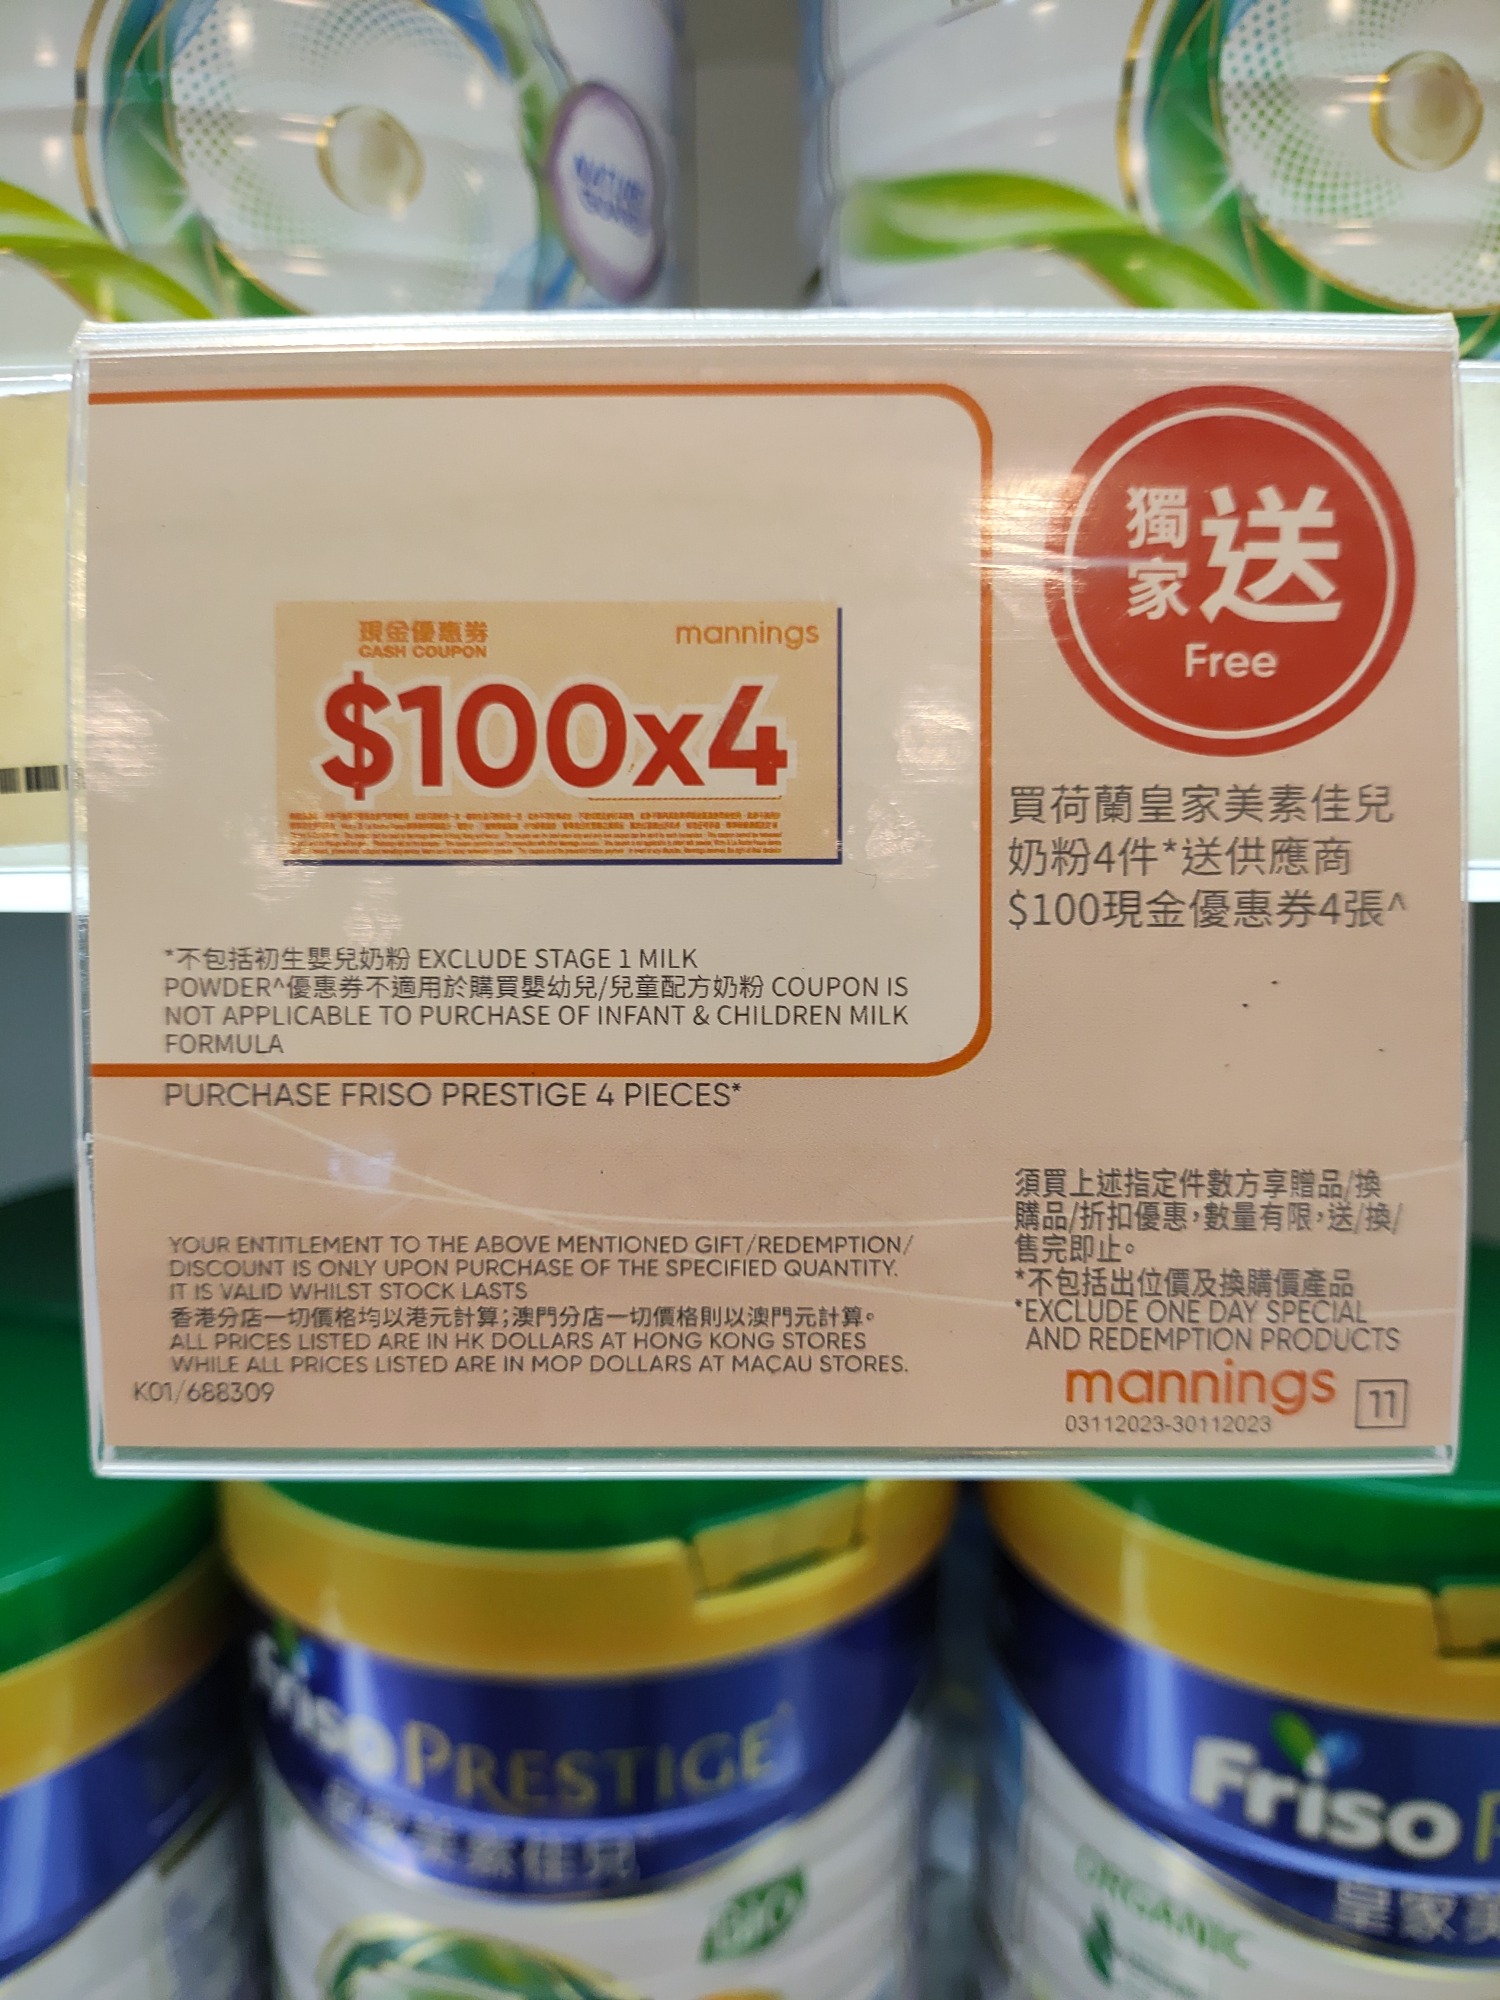 NATURE
獨家 送
Free
現金優惠券
CASH COUPON
mannings
$100x4
買荷蘭皇家美素佳兒
奶粉4件*送供應商
$100現金優惠券4張^
*不包括初生嬰兒奶粉 EXCLUDE STAGE 1 MILK
POWDER^優惠券不適用於購買嬰幼兒/兒童配方奶粉 COUPON IS
NOT APPLICABLE TO PURCHASE OF INFANT & CHILDREN MILK
FORMULA
PURCHASE FRISO PRESTIGE 4 PIECES*
YOUR ENTITLEMENT TO THE ABOVE MENTIONED GIFT/REDEMPTION/
DISCOUNT IS ONLY UPON PURCHASE OF THE SPECIFIED QUANTITY.
IT IS VALID WHILST STOCK LASTS
香港分店一切價格均以港元計算;澳門分店一切價格則以澳門元計算。
ALL PRICES LISTED ARE IN HK DOLLARS AT HONG KONG STORES
WHILE ALL PRICES LISTED ARE IN MOP DOLLARS AT MACAU STORES.
K01/688309
須買上述指定件數方享贈品/換
購品/折扣優惠,數量有限,送/換/
售完即止。
*不包括出位價及換購價產品
*EXCLUDE ONE DAY SPECIAL
AND REDEMPTION PRODUCTS
mannings 11
03112023-30112023
Friso PRESTIGE
皇家美素佳兒
Friso
皇家美
ORGANIC